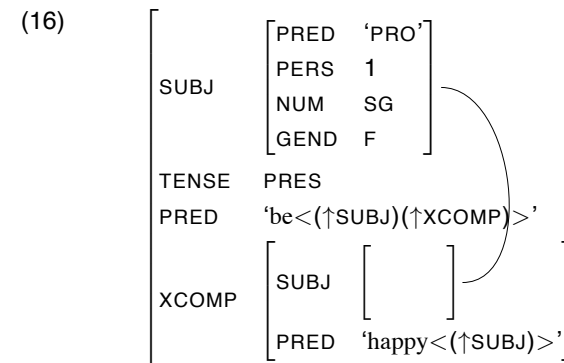 (16)
PRED ‘PRO’
PERS 1
SUBJ
NUM SG
GEND F
TENSE PRES
PRED ‘be<(↑SUBJ)(↑XCOMP)>’
SUBJ
XCOMP
PRED ‘happy<(↑SUBJ)>’